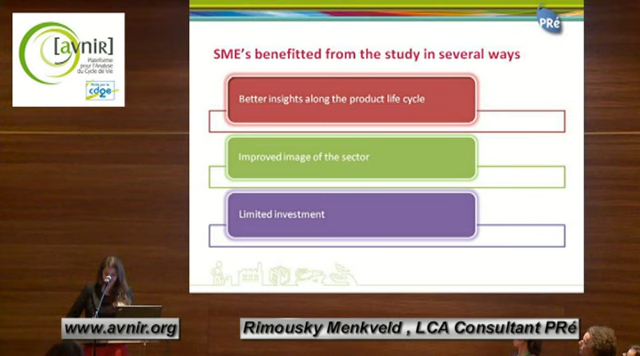 [avnir]
Plateforme
pour l'Analyse
du Cycle de Vie
cd2e
PRé
SME's benefitted from the study in several ways
Better insights along the product life cycle
Improved image of the sector
Limited investment
www.avnir.org
Rimousky Menkveld , LCA Consultant PRé